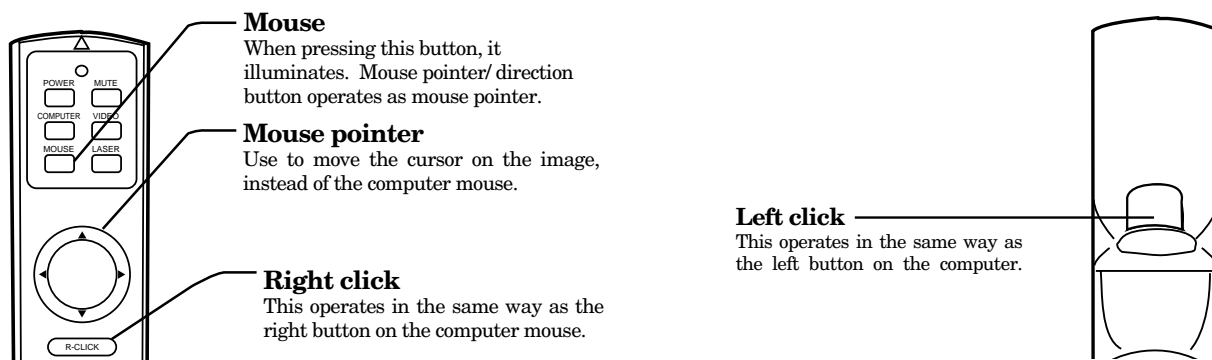 Mouse
When pressing this button, it
illuminates. Mouse pointer/ direction
button operates as mouse pointer.
Mouse pointer
Use to move the cursor on the image,
instead of the computer mouse.
Right click
This operates in the same way as the
right button on the computer mouse.
POWER MUTE
COMPUTER VIDEO
MOUSE LASER
R-CLICK
Left click
This operates in the same way as
the left button on the computer.